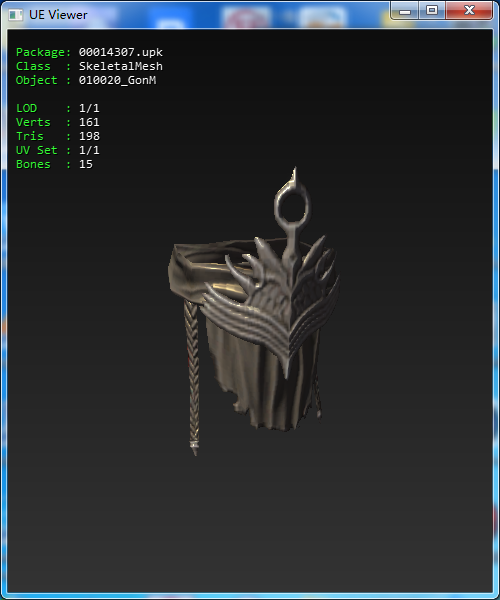 UE Viewer
Package: 00014307.upk
Class : SkeletalMesh
Object : 010020_GonM
LOD : 1/1
Verts : 161
Tris : 198
UV Set : 1/1
Bones : 15